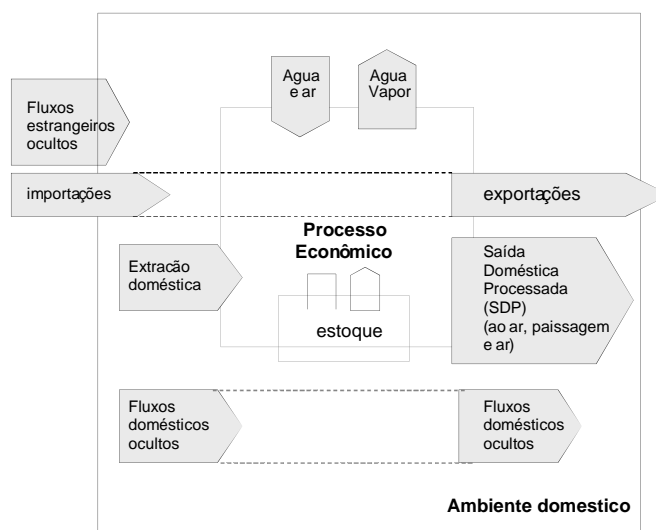 Agua
e ar
Agua
Vapor
Fluxos
estrangeiros
ocultos
importações
exportações
Processo
Econômico
Extracão
doméstica
Saída
Doméstica
Processada
(SDP)
(ao ar, paissagem
e ar)
estoque
Fluxos
domésticos
ocultos
Fluxos
domésticos
ocultos
Ambiente domestico